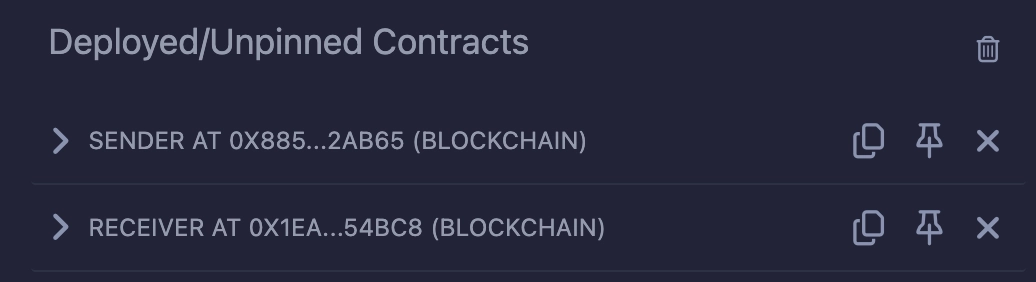 Deployed/Unpinned Contracts
SENDER AT 0X885...2AB65 (BLOCKCHAIN)
RECEIVER AT 0X1EA...54BC8 (BLOCKCHAIN)